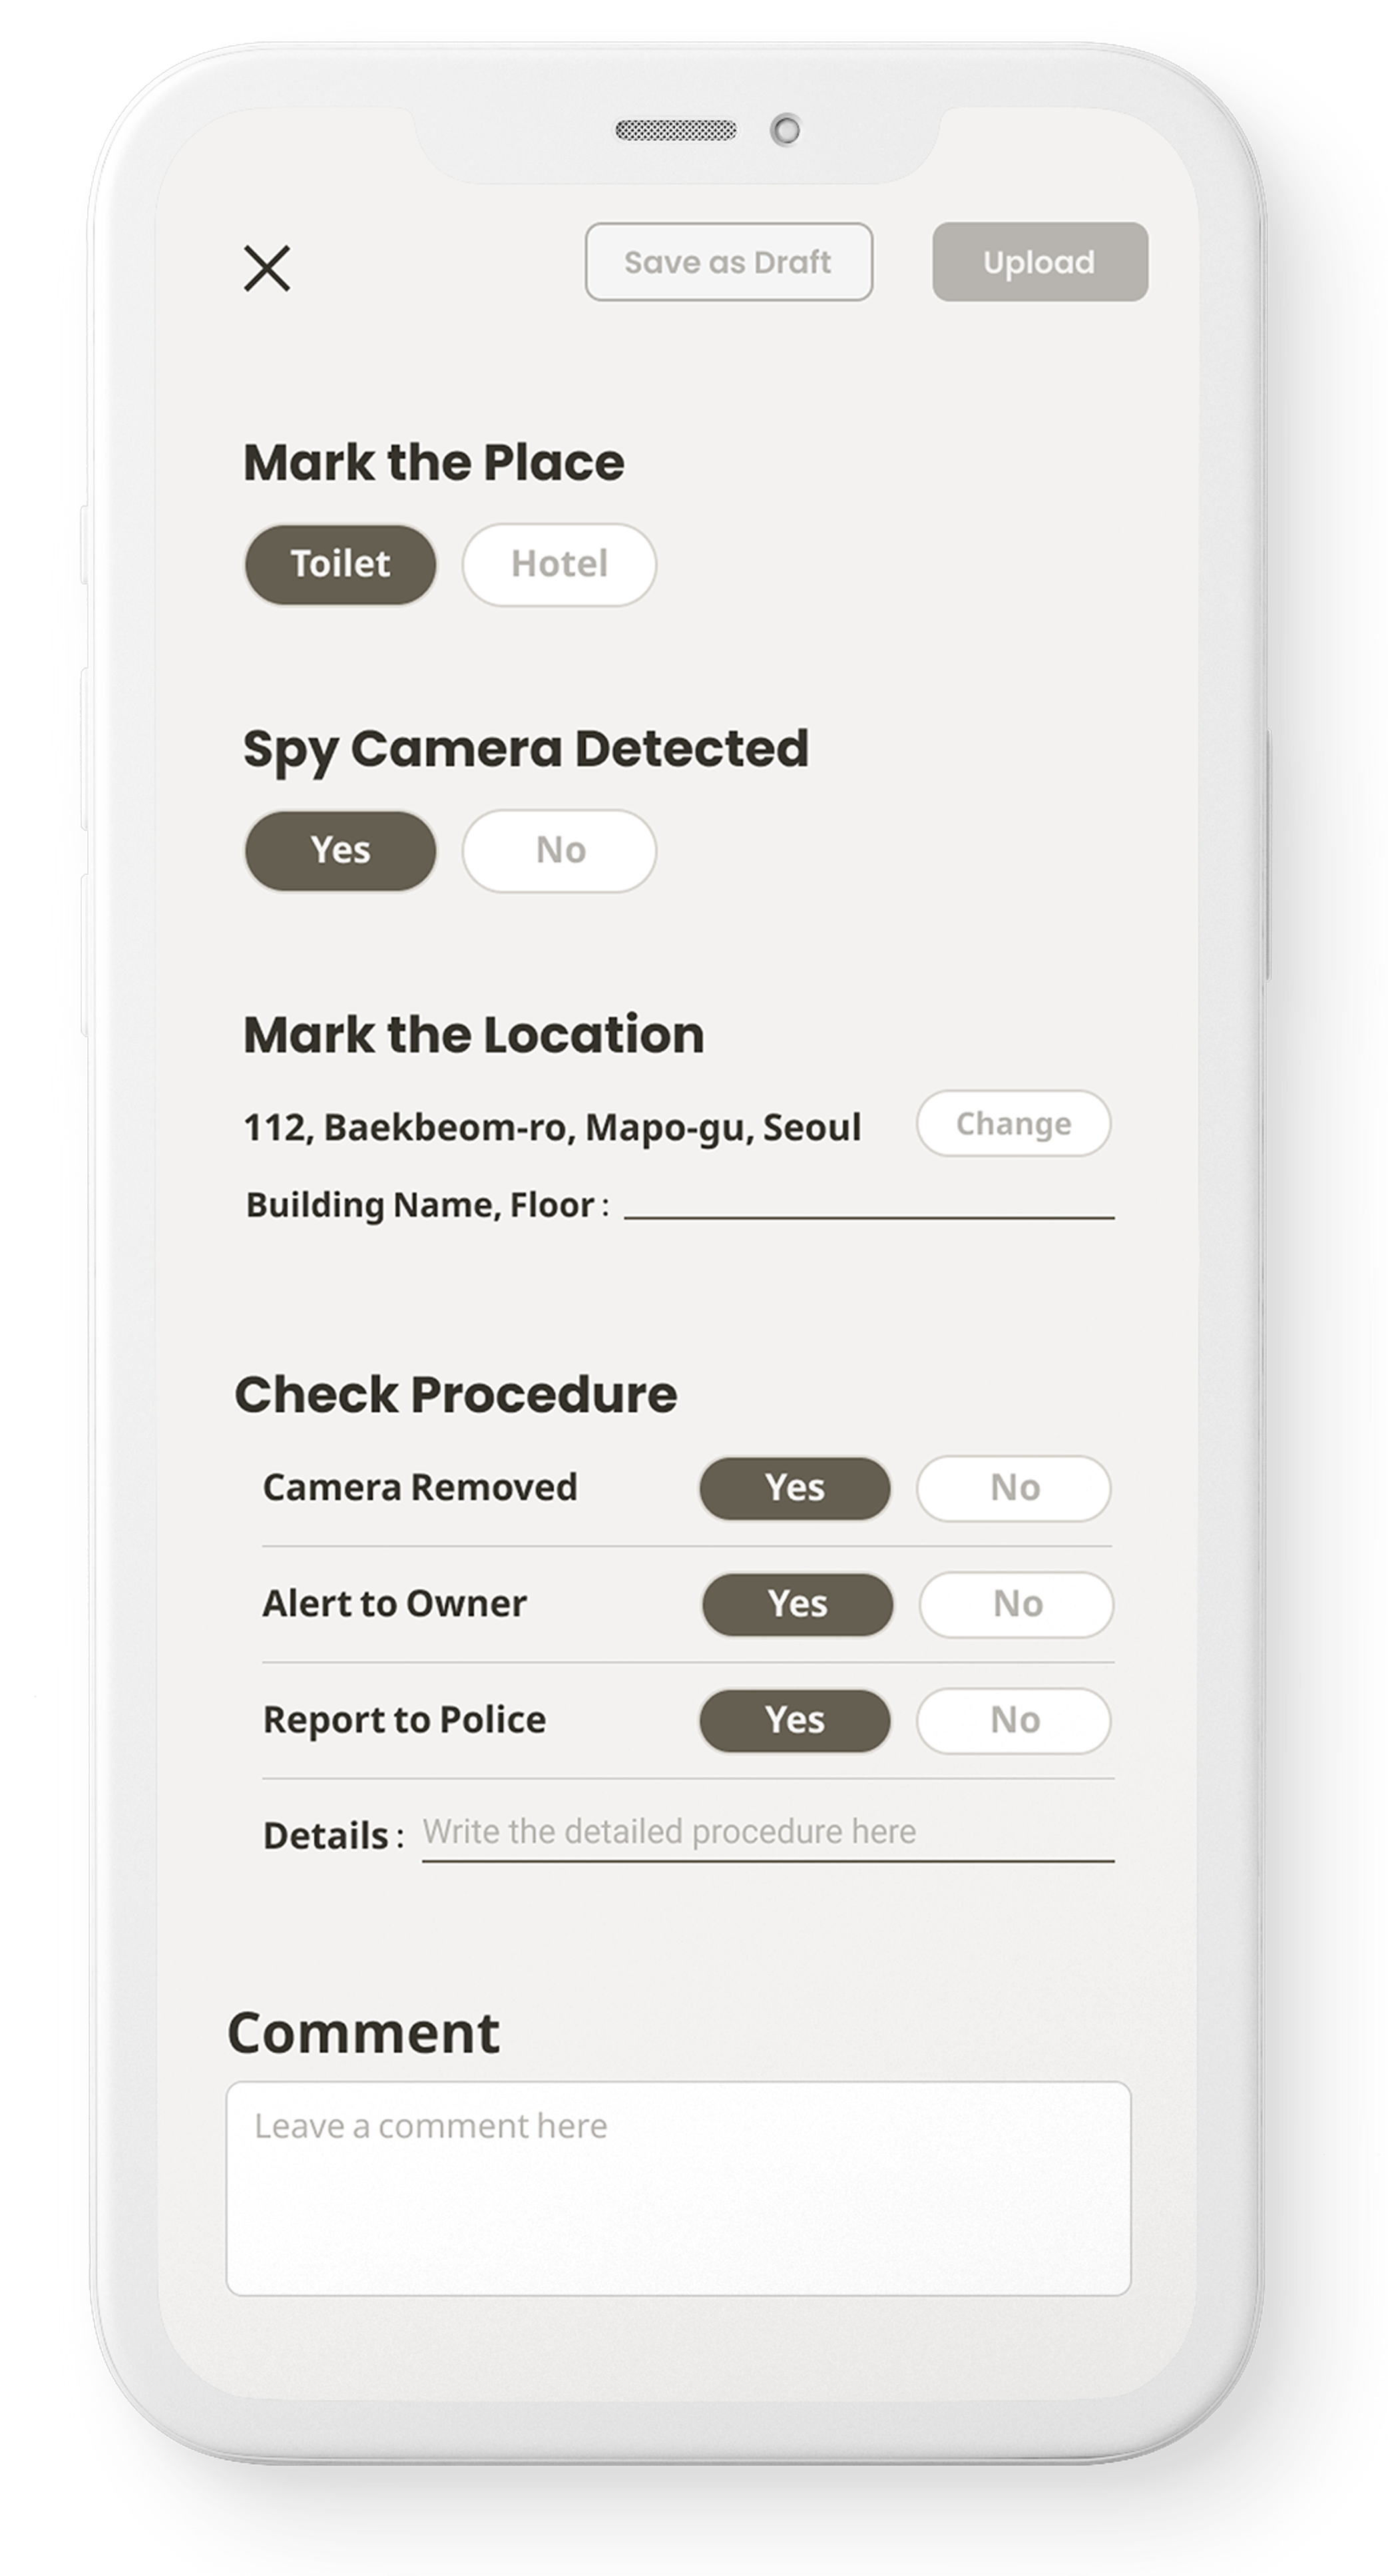 Save as Draft
Upload
Mark the Place
Toilet
Hotel
Spy Camera Detected
Yes
No
Mark the Location
112, Baekbeom-ro, Mapo-gu, Seoul
Change
Building Name, Floor :
Check Procedure
Camera Removed
Yes
No
Alert to Owner
Yes
No
Report to Police
Yes
No
Details : Write the detailed procedure here
Comment
Leave a comment here